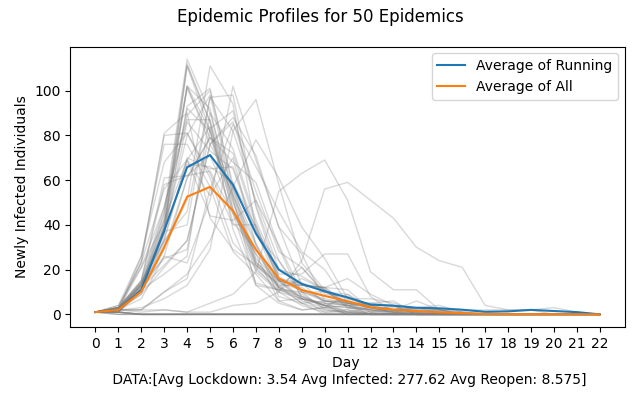 Epidemic Profiles for 50 Epidemics
Average of Running
Average of All
Newly Infected Individuals
100
80
60
40
20
0
0 1 2 3 4 5 6 7 8 9 10 11 12 13 14 15 16 17 18 19 20 21 22
Day
DATA:[Avg Lockdown: 3.54 Avg Infected: 277.62 Avg Reopen: 8.575]